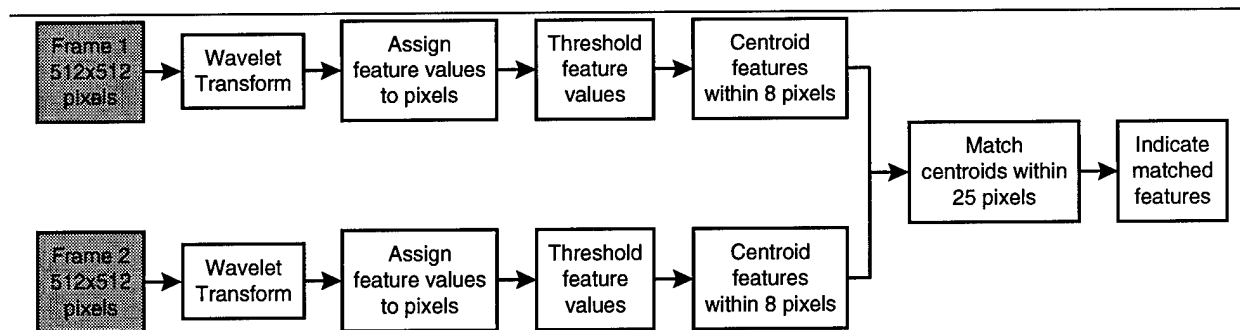 Frame 1
512x512
pixels
Wavelet
Transform
Assign
feature values
to pixels
Threshold
feature
values
Centroid
features
within 8 pixels
Match
centroids within
25 pixels
Indicate
matched
features
Frame 2
512x512
pixels
Wavelet
Transform
Assign
feature values
to pixels
Threshold
feature
values
Centroid
features
within 8 pixels